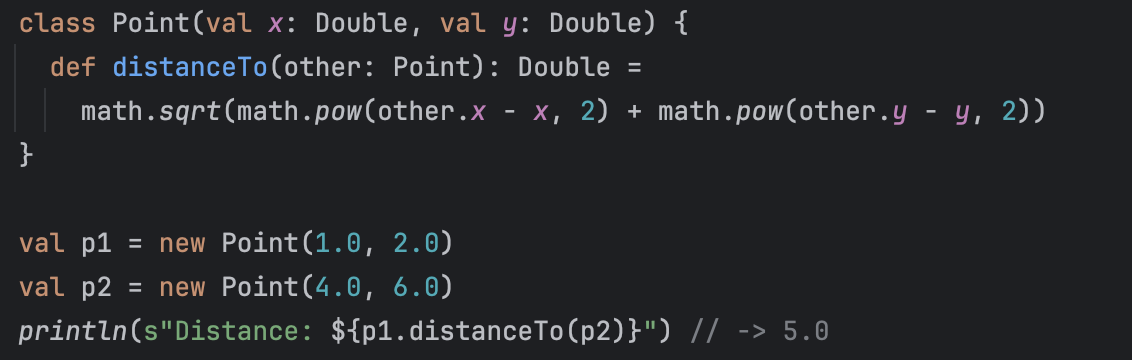 class Point(val x: Double, val y: Double) {
  def distanceTo(other: Point): Double =
    math.sqrt(math.pow(other.x - x, 2) + math.pow(other.y - y, 2))
}

val p1 = new Point(1.0, 2.0)
val p2 = new Point(4.0, 6.0)
println(s"Distance: ${p1.distanceTo(p2)}") // -> 5.0